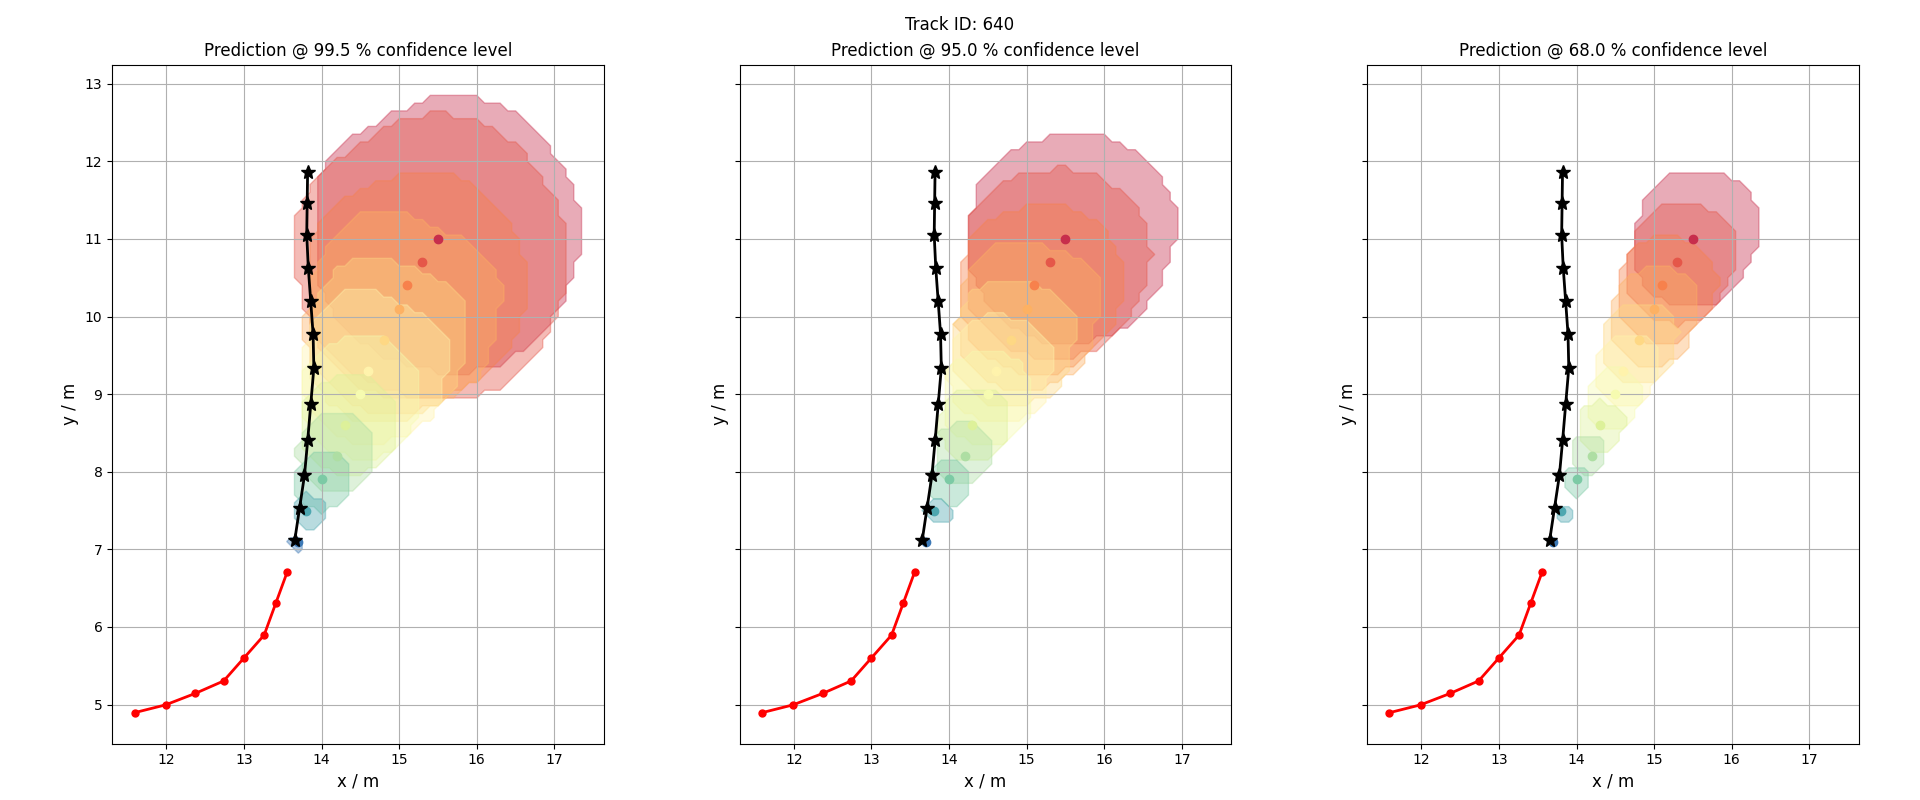 Track ID: 640
Prediction @ 99.5 % confidence level
Prediction @ 95.0 % confidence level
Prediction @ 68.0 % confidence level
13
12
11
10
9
8
7
6
5
y / m
y / m
y / m
12 13 14 15 16 17
12 13 14 15 16 17
12 13 14 15 16 17
x / m
x / m
x / m